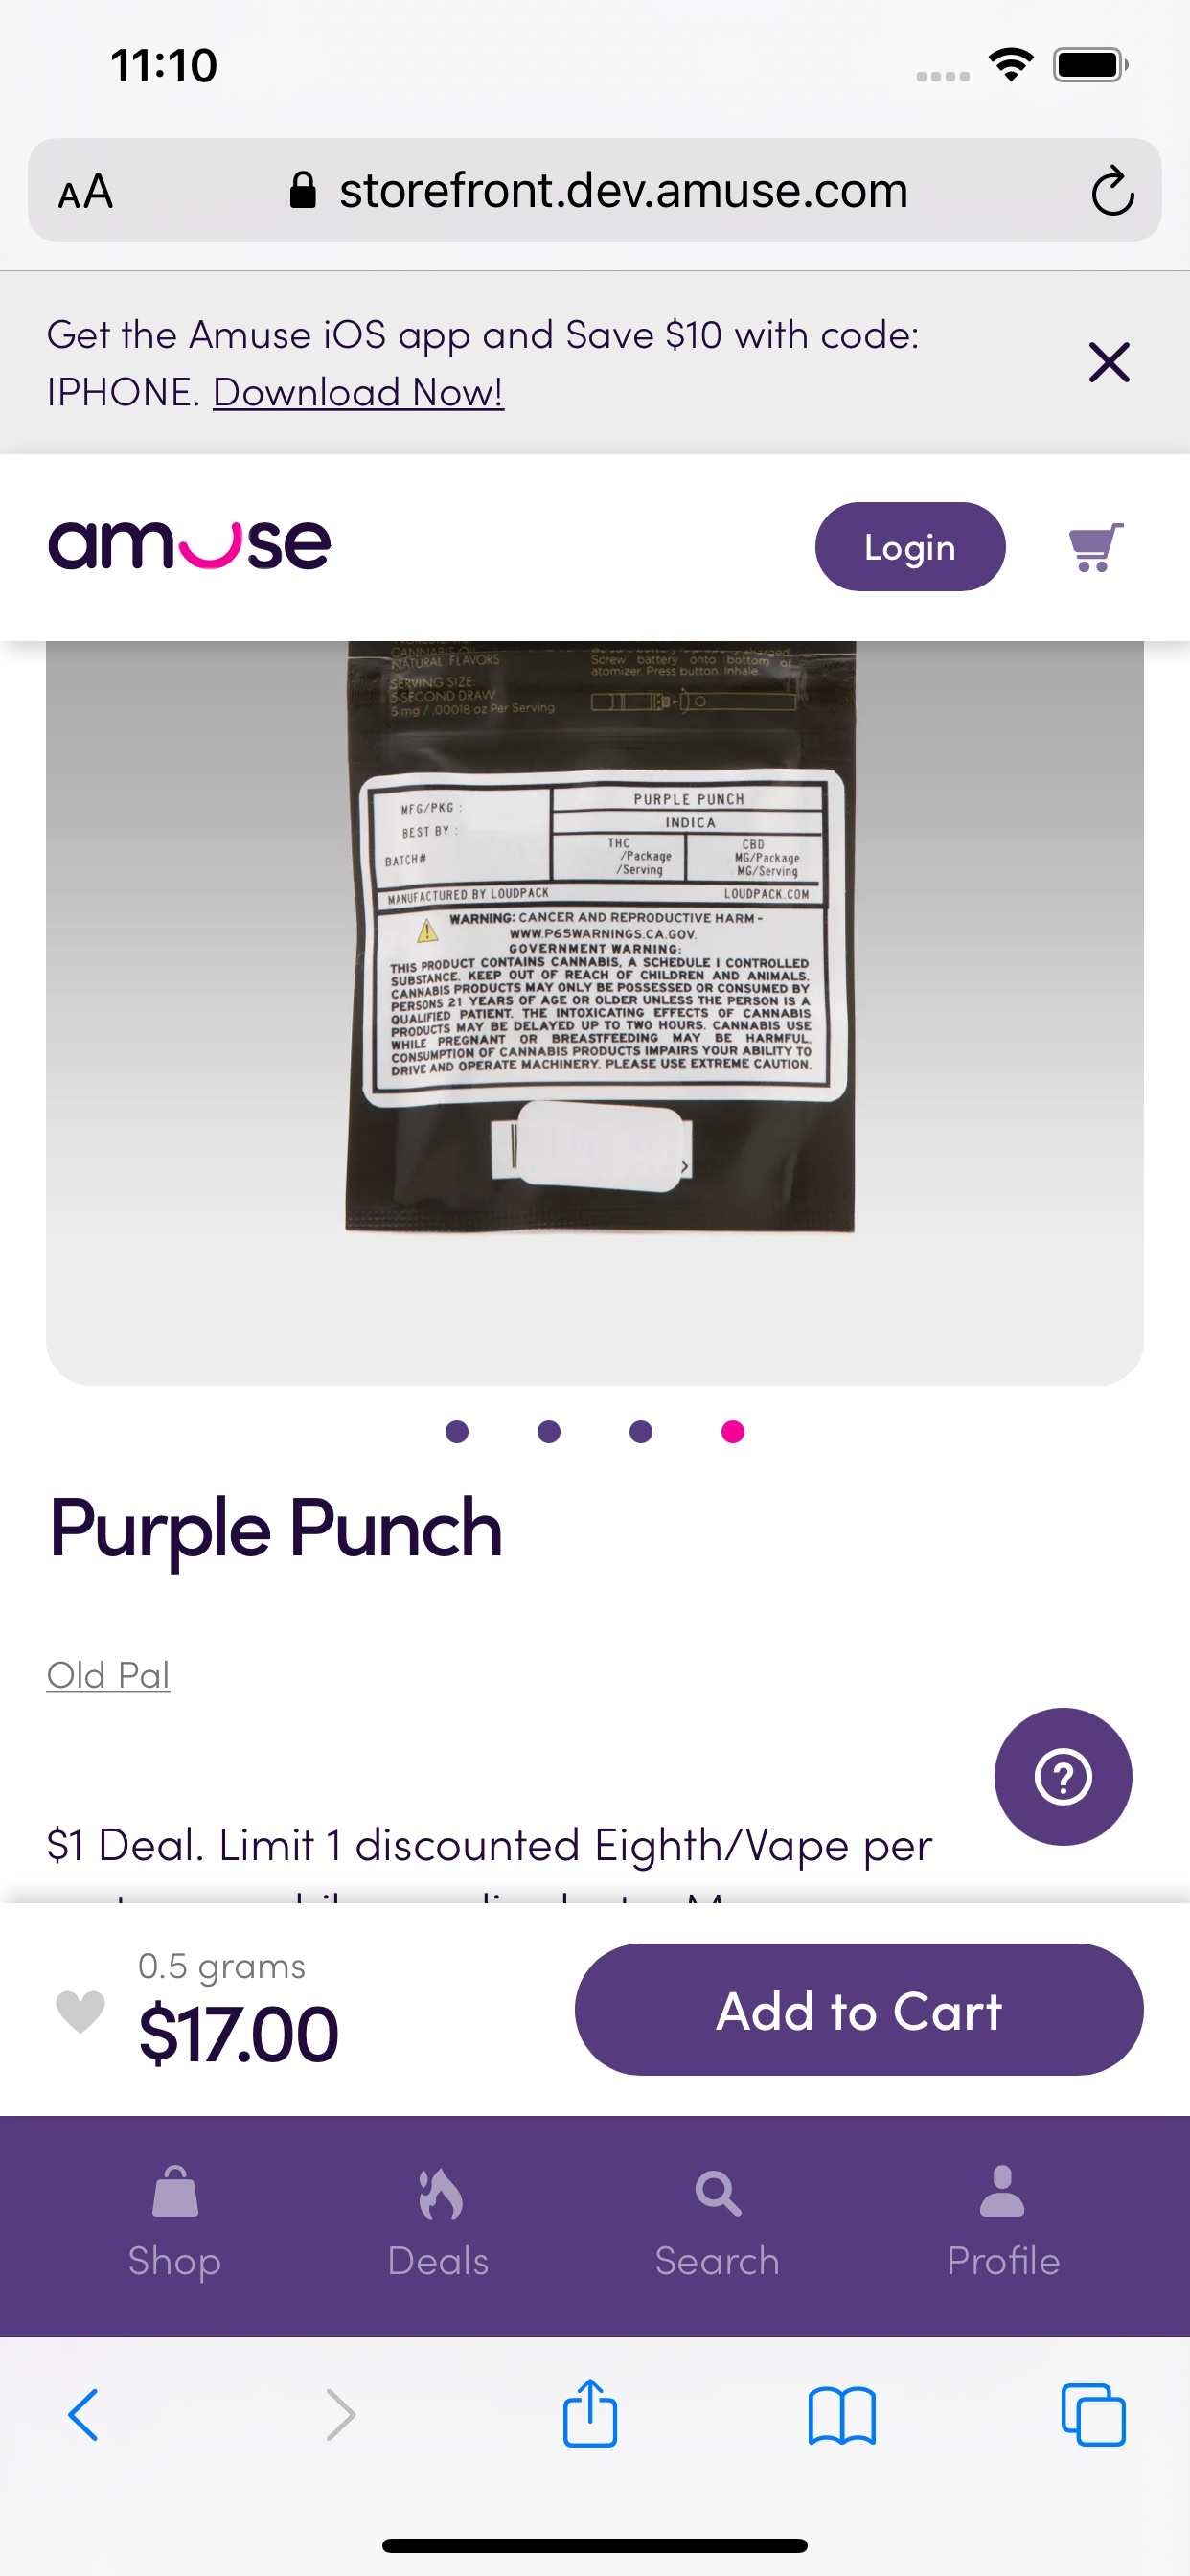 11:10
AA
storefront.dev.amuse.com
Get the Amuse iOS app and Save $10 with code:
IPHONE. Download Now!
amuse
Login
CANNABIS OIL
NATURAL FLAVORS
SERVING SIZE:
5-SECOND DRAW
5 mg / .00018 oz Per Serving
Screw battery onto bottom of
atomizer. Press button. Inhale.
MFG/PKG :
BEST BY :
BATCH#
PURPLE PUNCH
INDICA
THC
/Package
/Serving
CBD
MG/Package
MG/Serving
MANUFACTURED BY LOUDPACK
LOUDPACK.COM
WARNING: CANCER AND REPRODUCTIVE HARM -
WWW.P65WARNINGS.CA.GOV.
GOVERNMENT WARNING:
THIS PRODUCT CONTAINS CANNABIS, A SCHEDULE I CONTROLLED
SUBSTANCE. KEEP OUT OF REACH OF CHILDREN AND ANIMALS.
CANNABIS PRODUCTS MAY ONLY BE POSSESSED OR CONSUMED BY
PERSONS 21 YEARS OF AGE OR OLDER UNLESS THE PERSON IS A
QUALIFIED PATIENT. THE INTOXICATING EFFECTS OF CANNABIS
PRODUCTS MAY BE DELAYED UP TO TWO HOURS. CANNABIS USE
WHILE PREGNANT OR BREASTFEEDING MAY BE HARMFUL.
CONSUMPTION OF CANNABIS PRODUCTS IMPAIRS YOUR ABILITY TO
DRIVE AND OPERATE MACHINERY. PLEASE USE EXTREME CAUTION.
Purple Punch
Old Pal
$1 Deal. Limit 1 discounted Eighth/Vape per
0.5 grams
$17.00
Add to Cart
Shop
Deals
Search
Profile